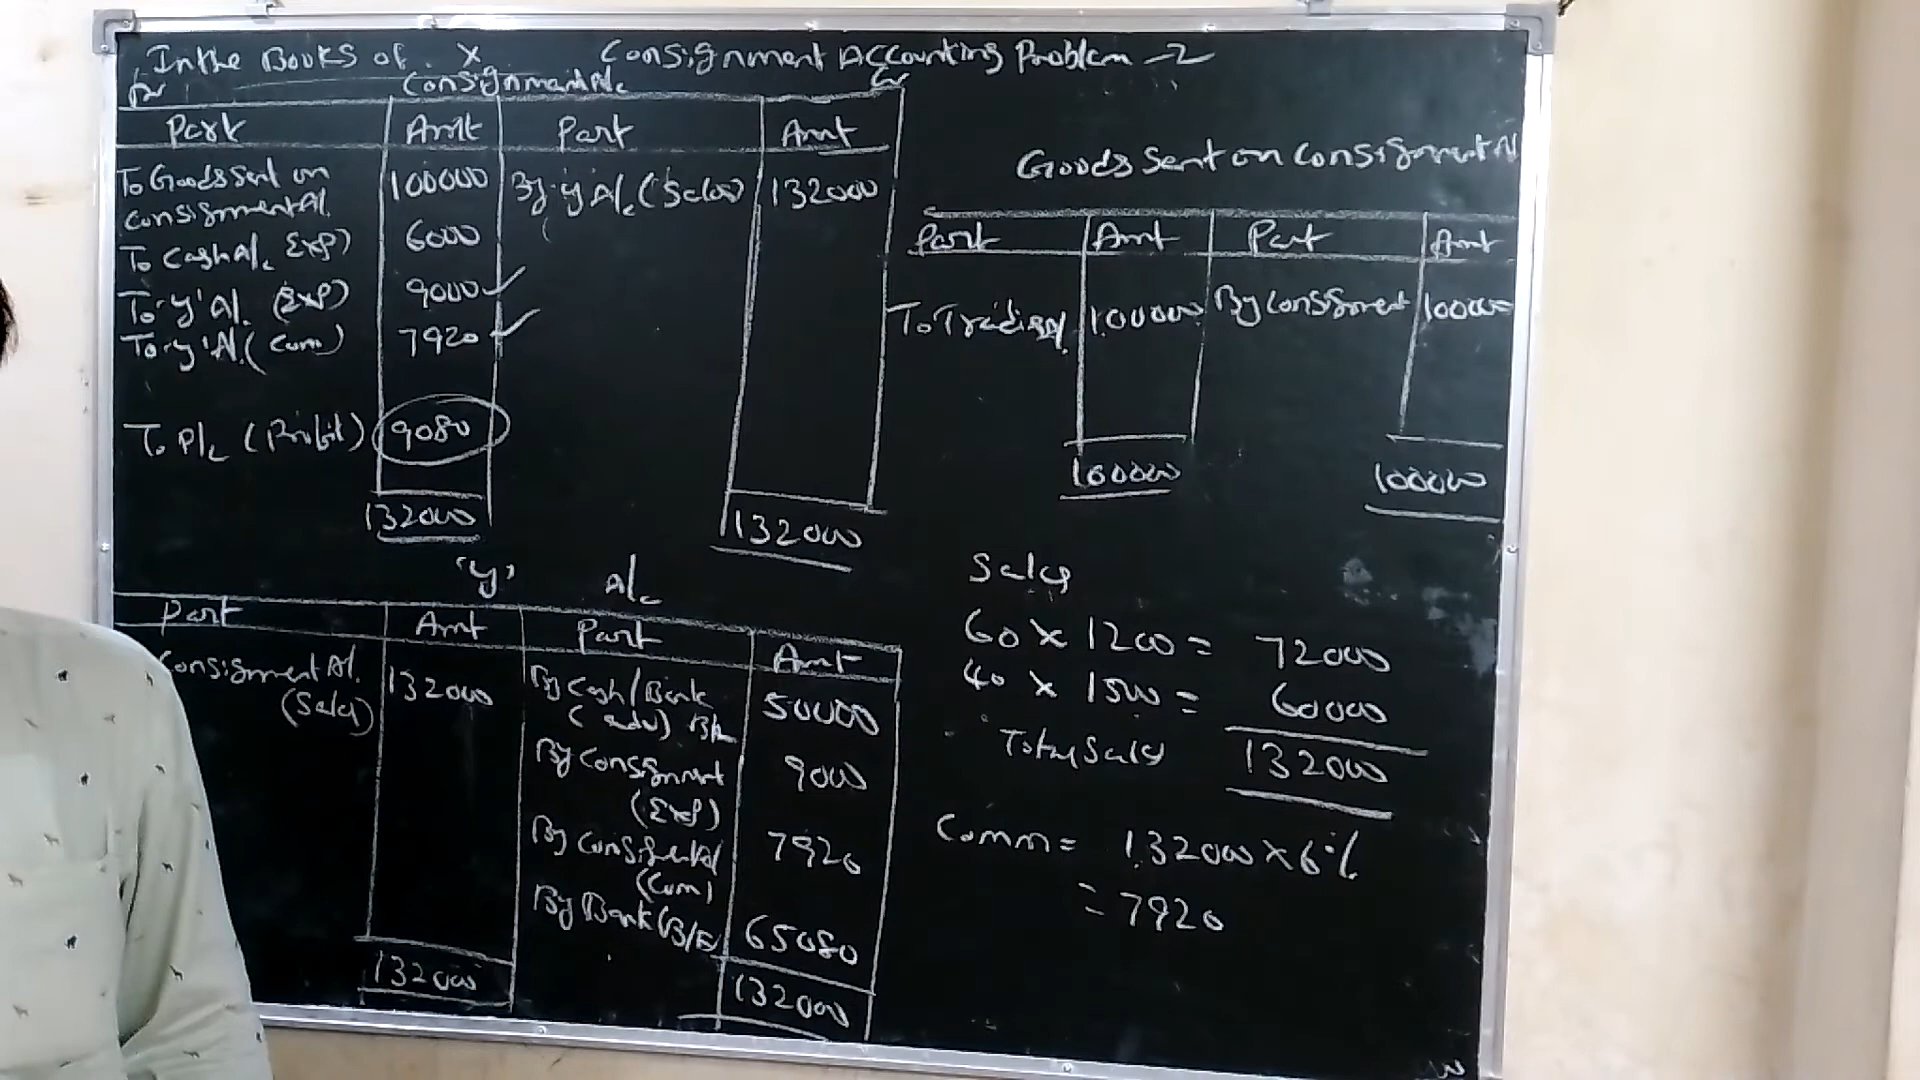 In the Books of X
Consignment Accounting Problem - 2
Dr Consignment A/c Cr
Part Amt Part Amt
To Goods Sent on
Consignment A/.
100000
By Y A/c (Sales) 132000
To Cash A/c Exp) 6000
To 'Y' A/. (Exp) 9000 ✓
To 'Y' A/. (Com) 7920 ✓
To P/L (Profit) 9080
132000 132000
Goods Sent on Consignment A/
Part Amt Part Amt
To Trading A/. 100000 By Consignment 100000
100000 100000
'Y' A/c
Part Amt Part Amt
Consignment A/.
(Sales)
132000
By Cash/Bank
(adv)
50000
By Consignment
(Exp)
9000
By Consignment A/
(Com)
7920
By Bank (B/E) 65080
132000 132000
Sales
60 × 1200 = 72000
40 × 1500 = 60000
Total Sales 132000
Comm = 132000 × 6%
= 7920